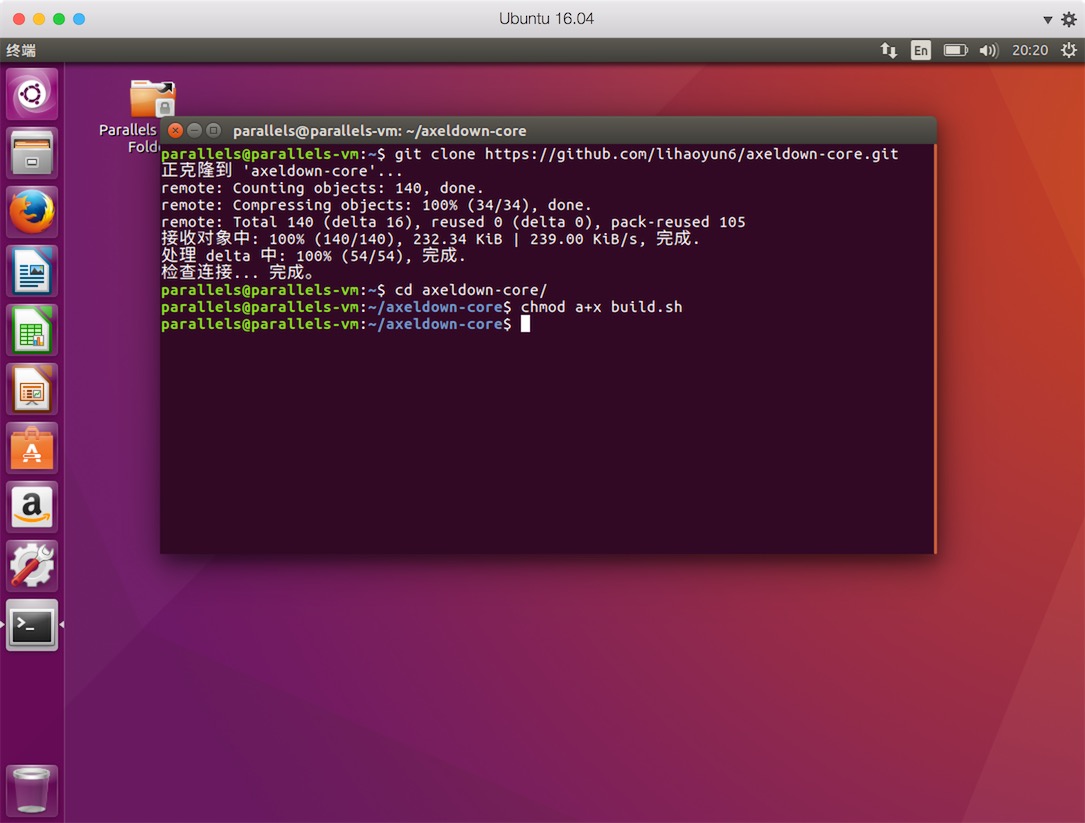 Ubuntu 16.04
终端
En
20:20
Parallels
Folde
parallels@parallels-vm: ~/axeldown-core
parallels@parallels-vm:~$ git clone https://github.com/lihaoyun6/axeldown-core.git
正克隆到 'axeldown-core'...
remote: Counting objects: 140, done.
remote: Compressing objects: 100% (34/34), done.
remote: Total 140 (delta 16), reused 0 (delta 0), pack-reused 105
接收对象中: 100% (140/140), 232.34 KiB | 239.00 KiB/s, 完成.
处理 delta 中: 100% (54/54), 完成.
检查连接... 完成。
parallels@parallels-vm:~$ cd axeldown-core/
parallels@parallels-vm:~/axeldown-core$ chmod a+x build.sh
parallels@parallels-vm:~/axeldown-core$